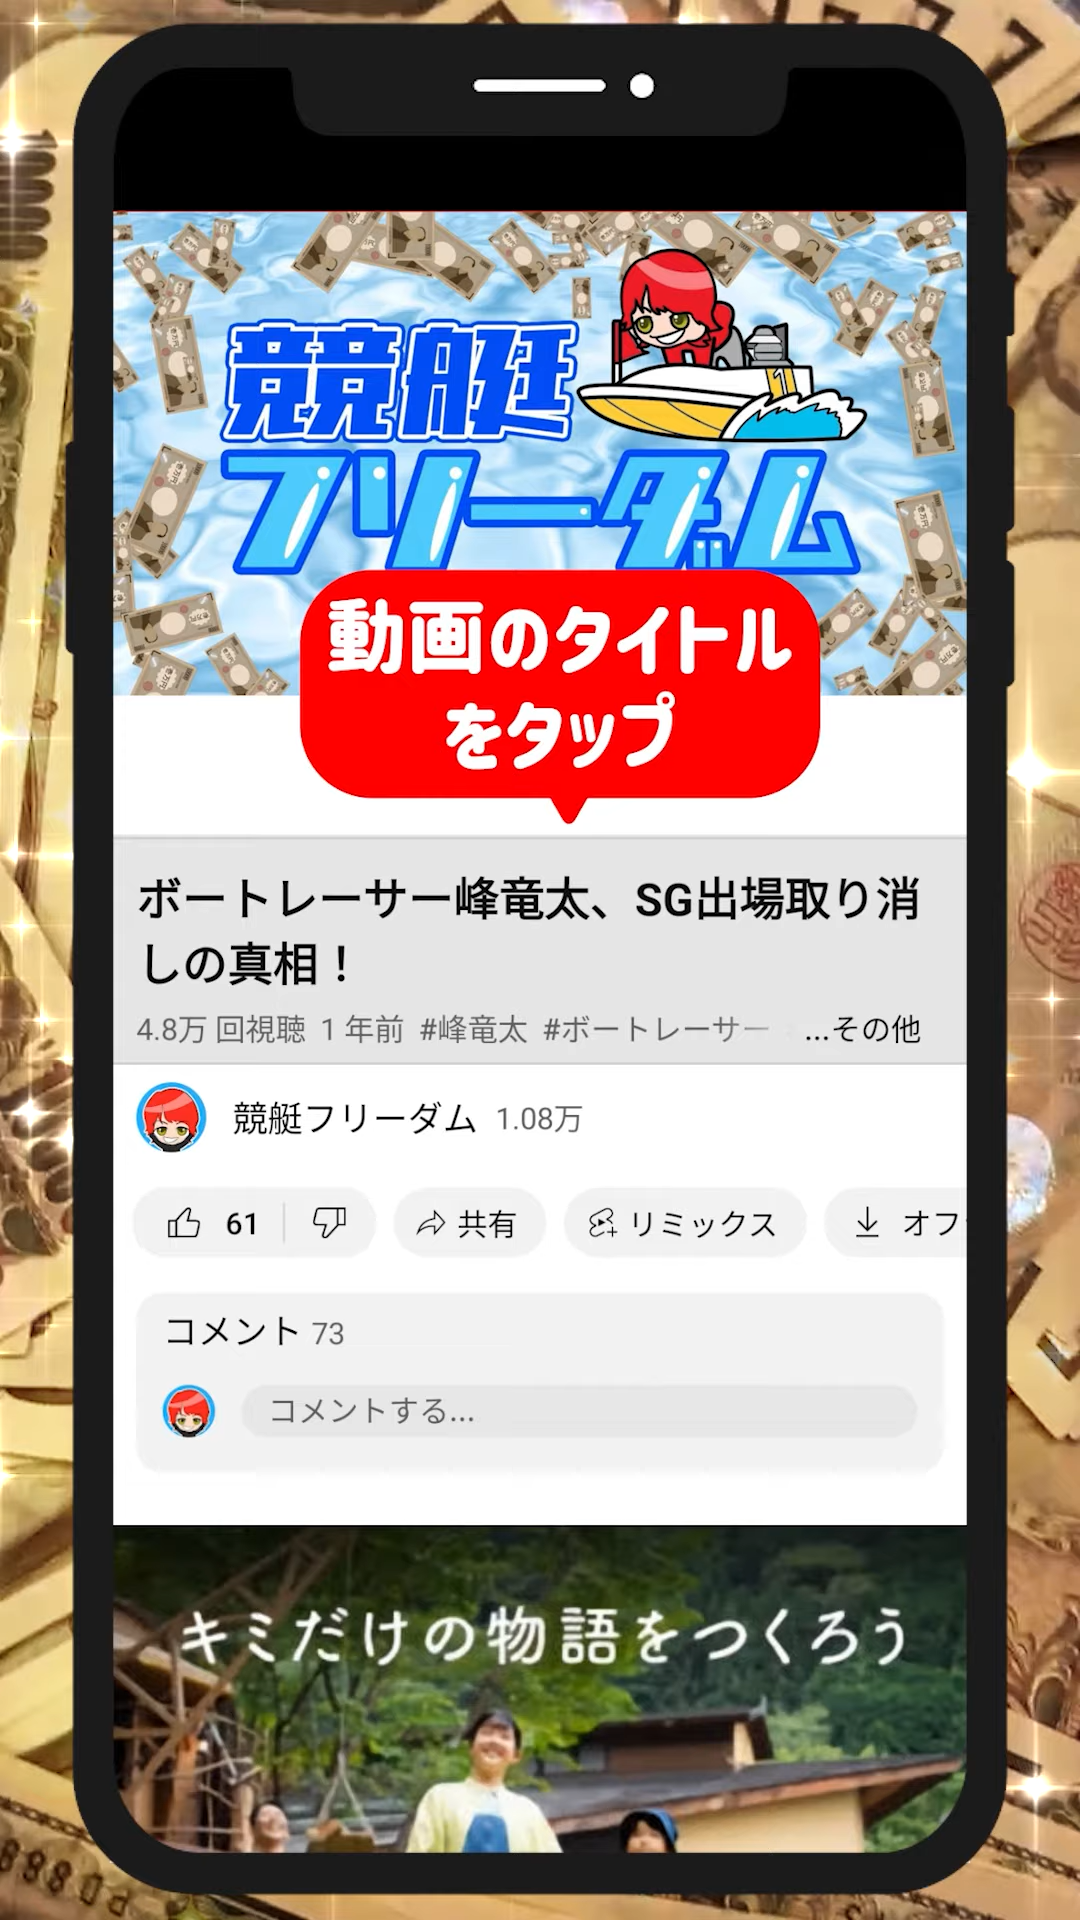 競艇
フリーダム
動画のタイトル
をタップ
ボートレーサー峰竜太、SG出場取り消
しの真相！
4.8万 回視聴 1 年前 #峰竜太 #ボートレーサー ...その他
競艇フリーダム 1.08万
61 共有 リミックス オフ
コメント 73
コメントする...
キミだけの物語をつくろう